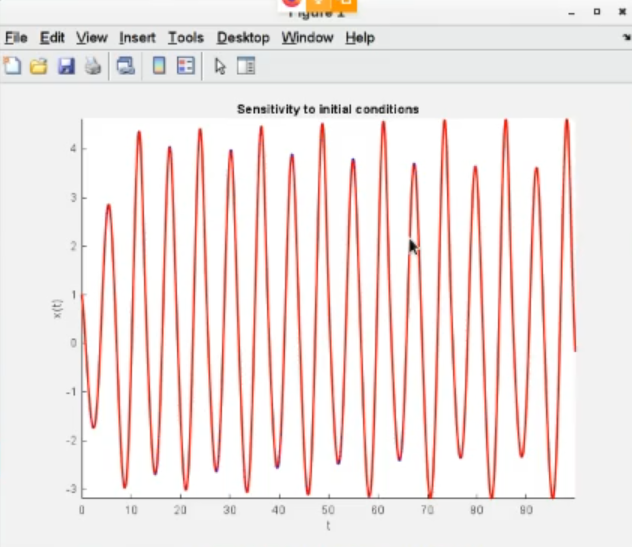 Figure 1
File Edit View Insert Tools Desktop Window Help
Sensitivity to initial conditions
4
3
2
1
0
-1
-2
-3
x(t)
0 10 20 30 40 50 60 70 80 90
t